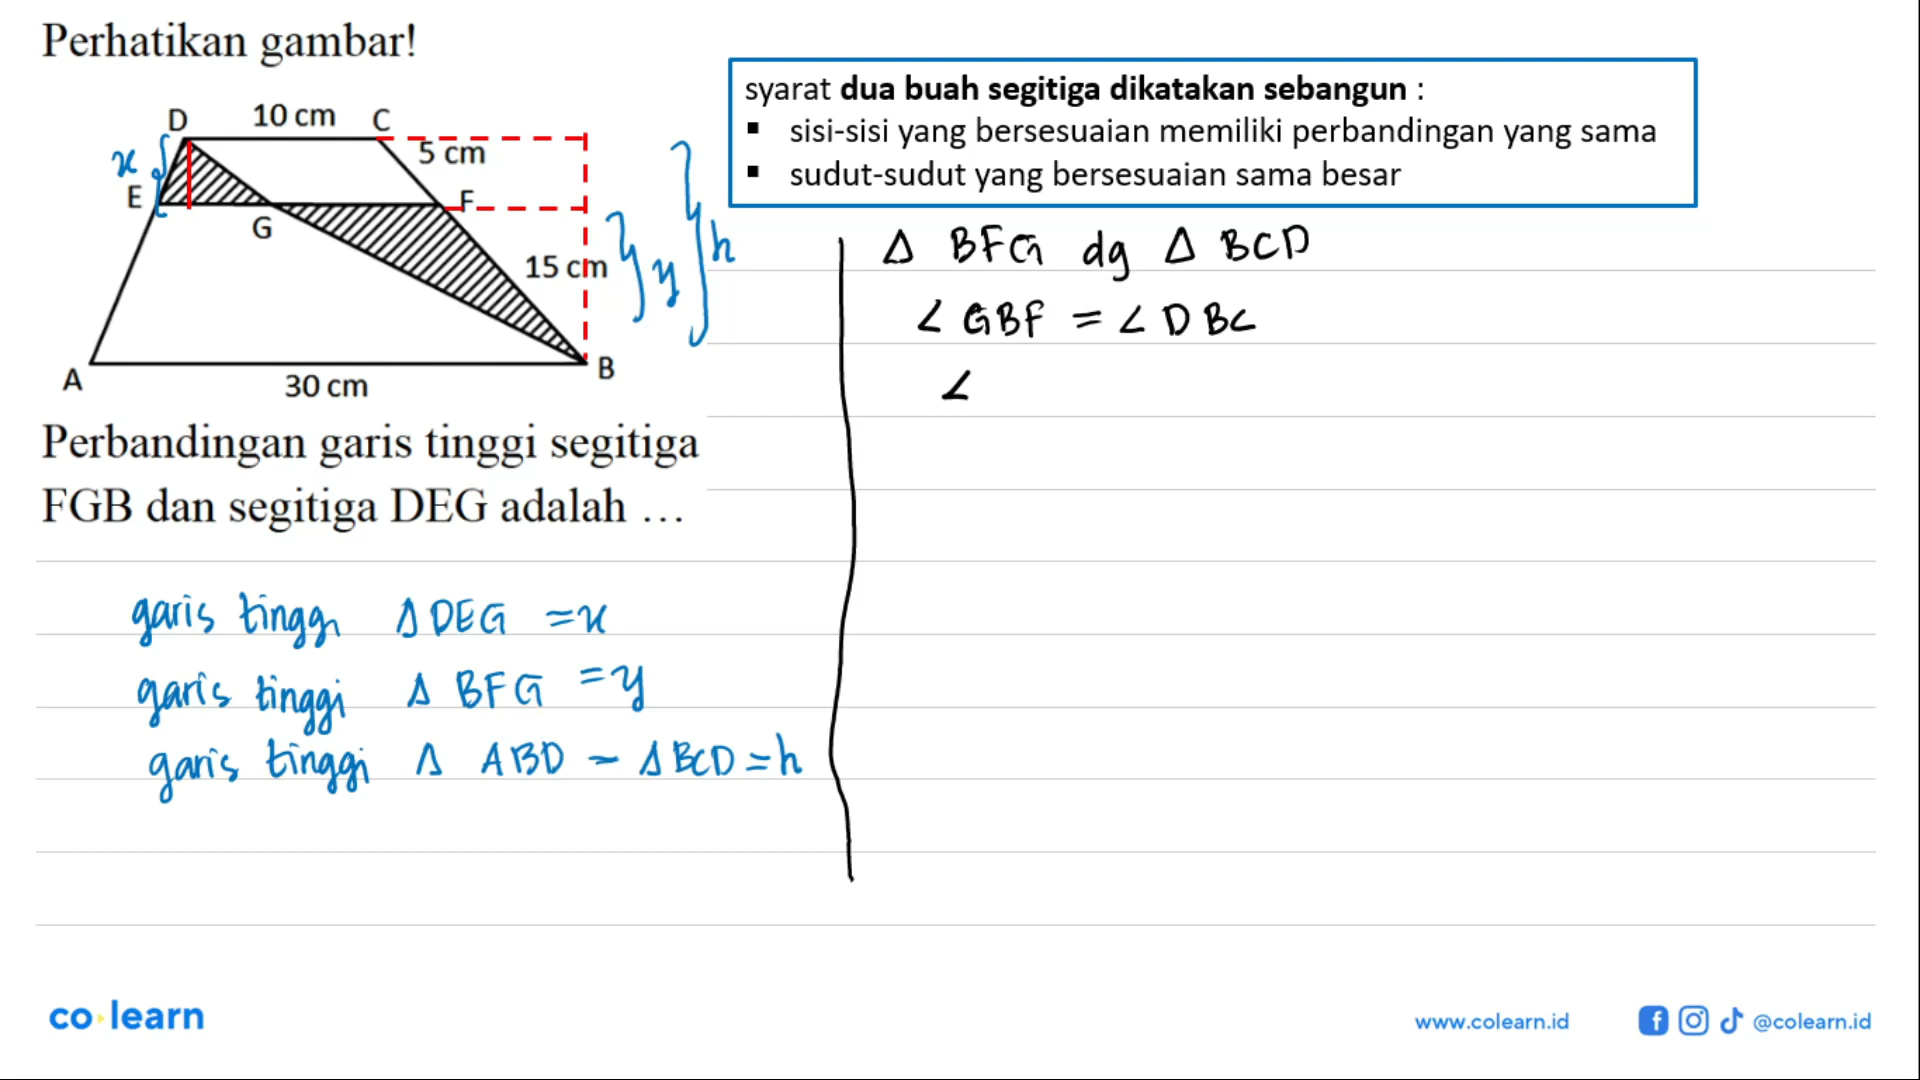 Perhatikan gambar!
D 10 cm C
5 cm
x
E
F
G
h
15 cm
y
B
A
30 cm
Perbandingan garis tinggi segitiga
FGB dan segitiga DEG adalah ...
garis tinggi Δ DEG = x
garis tinggi Δ BFG = y
garis tinggi Δ ABD - Δ BCD = h
syarat dua buah segitiga dikatakan sebangun :
▪ sisi-sisi yang bersesuaian memiliki perbandingan yang sama
▪ sudut-sudut yang bersesuaian sama besar
Δ BFG dg Δ BCD
∠ GBF = ∠ DBC
∠
co learn
www.colearn.id
@colearn.id